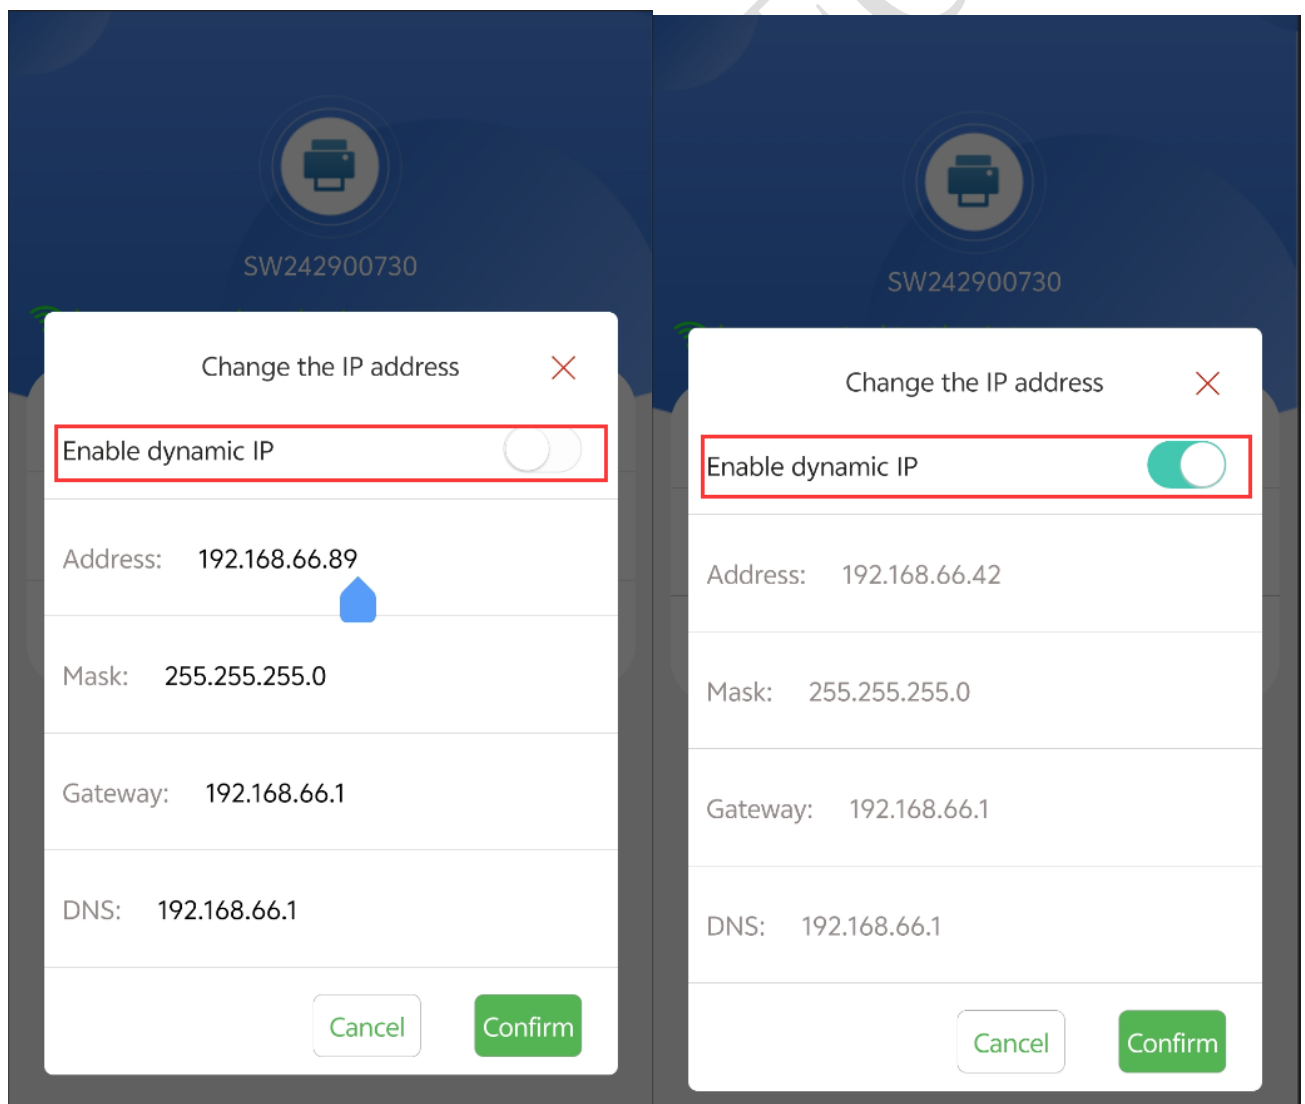 SW242900730
Change the IP address
Enable dynamic IP
Address: 192.168.66.89
Mask: 255.255.255.0
Gateway: 192.168.66.1
DNS: 192.168.66.1
Cancel Confirm
SW242900730
Change the IP address
Enable dynamic IP
Address: 192.168.66.42
Mask: 255.255.255.0
Gateway: 192.168.66.1
DNS: 192.168.66.1
Cancel Confirm